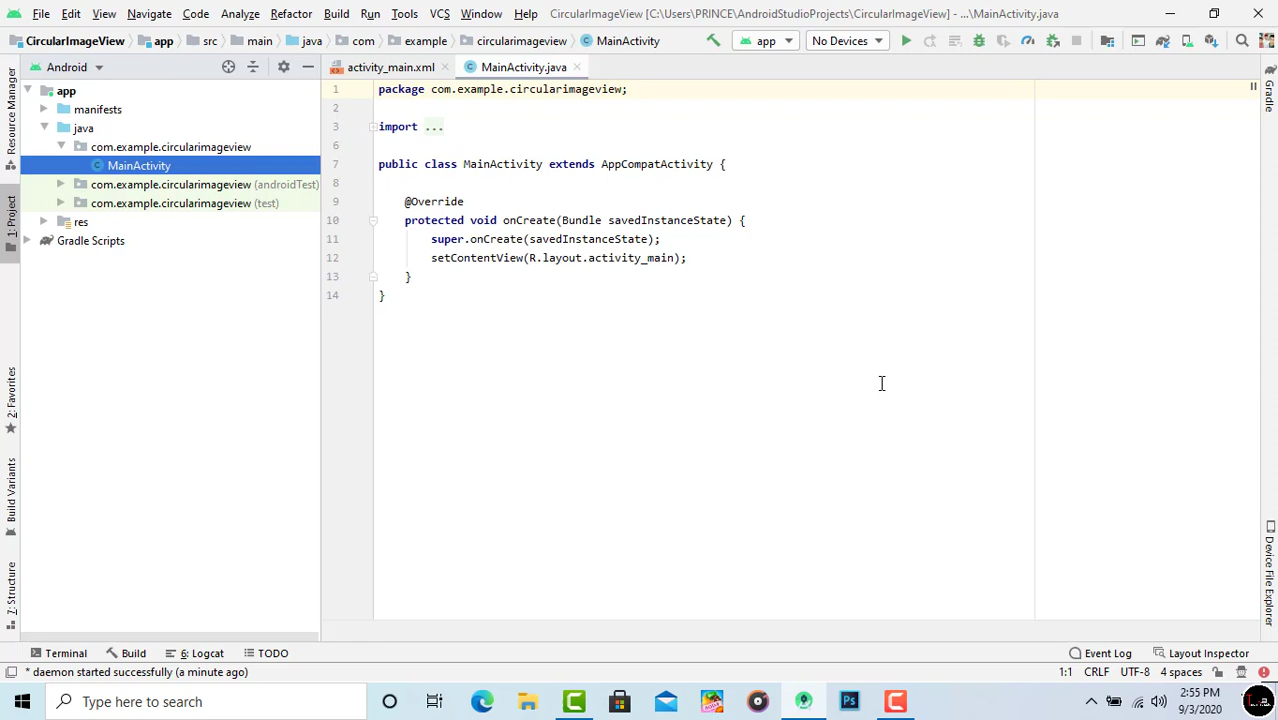 File Edit View Navigate Code Analyze Refactor Build Run Tools VCS Window Help CircularImageView [C:\Users\PRINCE\AndroidStudioProjects\CircularImageView] - ...\MainActivity.java
CircularImageView app src main java com example circularimageview MainActivity app No Devices
Android activity_main.xml MainActivity.java
app
manifests
java
com.example.circularimageview
MainActivity
com.example.circularimageview (androidTest)
com.example.circularimageview (test)
res
Gradle Scripts
1 package com.example.circularimageview;
2
3 import ...
6
7 public class MainActivity extends AppCompatActivity {
8
9 @Override
10 protected void onCreate(Bundle savedInstanceState) {
11 super.onCreate(savedInstanceState);
12 setContentView(R.layout.activity_main);
13 }
14 }
Resource Manager
1: Project
2: Favorites
Build Variants
7: Structure
Gradle
Device File Explorer
Terminal Build 6: Logcat TODO Event Log Layout Inspector
* daemon started successfully (a minute ago) 1:1 CRLF UTF-8 4 spaces
Type here to search
2:55 PM
9/3/2020